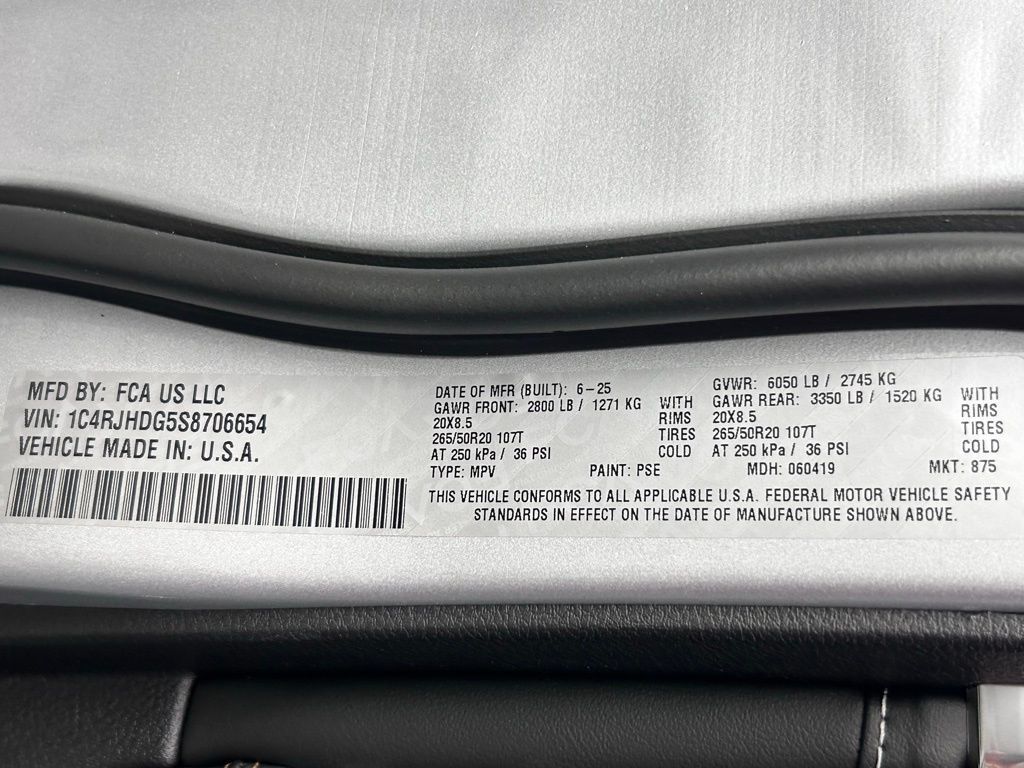 MFD BY: FCA US LLC
VIN: 1C4RJHDG5S8706654
VEHICLE MADE IN: U.S.A.
DATE OF MFR (BUILT): 6-25
GAWR FRONT: 2800 LB / 1271 KG WITH
20X8.5 RIMS
265/50R20 107T TIRES
AT 250 kPa / 36 PSI COLD
GVWR: 6050 LB / 2745 KG
GAWR REAR: 3350 LB / 1520 KG WITH
20X8.5 RIMS
265/50R20 107T TIRES
AT 250 kPa / 36 PSI COLD
TYPE: MPV PAINT: PSE MDH: 060419 MKT: 875
THIS VEHICLE CONFORMS TO ALL APPLICABLE U.S.A. FEDERAL MOTOR VEHICLE SAFETY
STANDARDS IN EFFECT ON THE DATE OF MANUFACTURE SHOWN ABOVE.